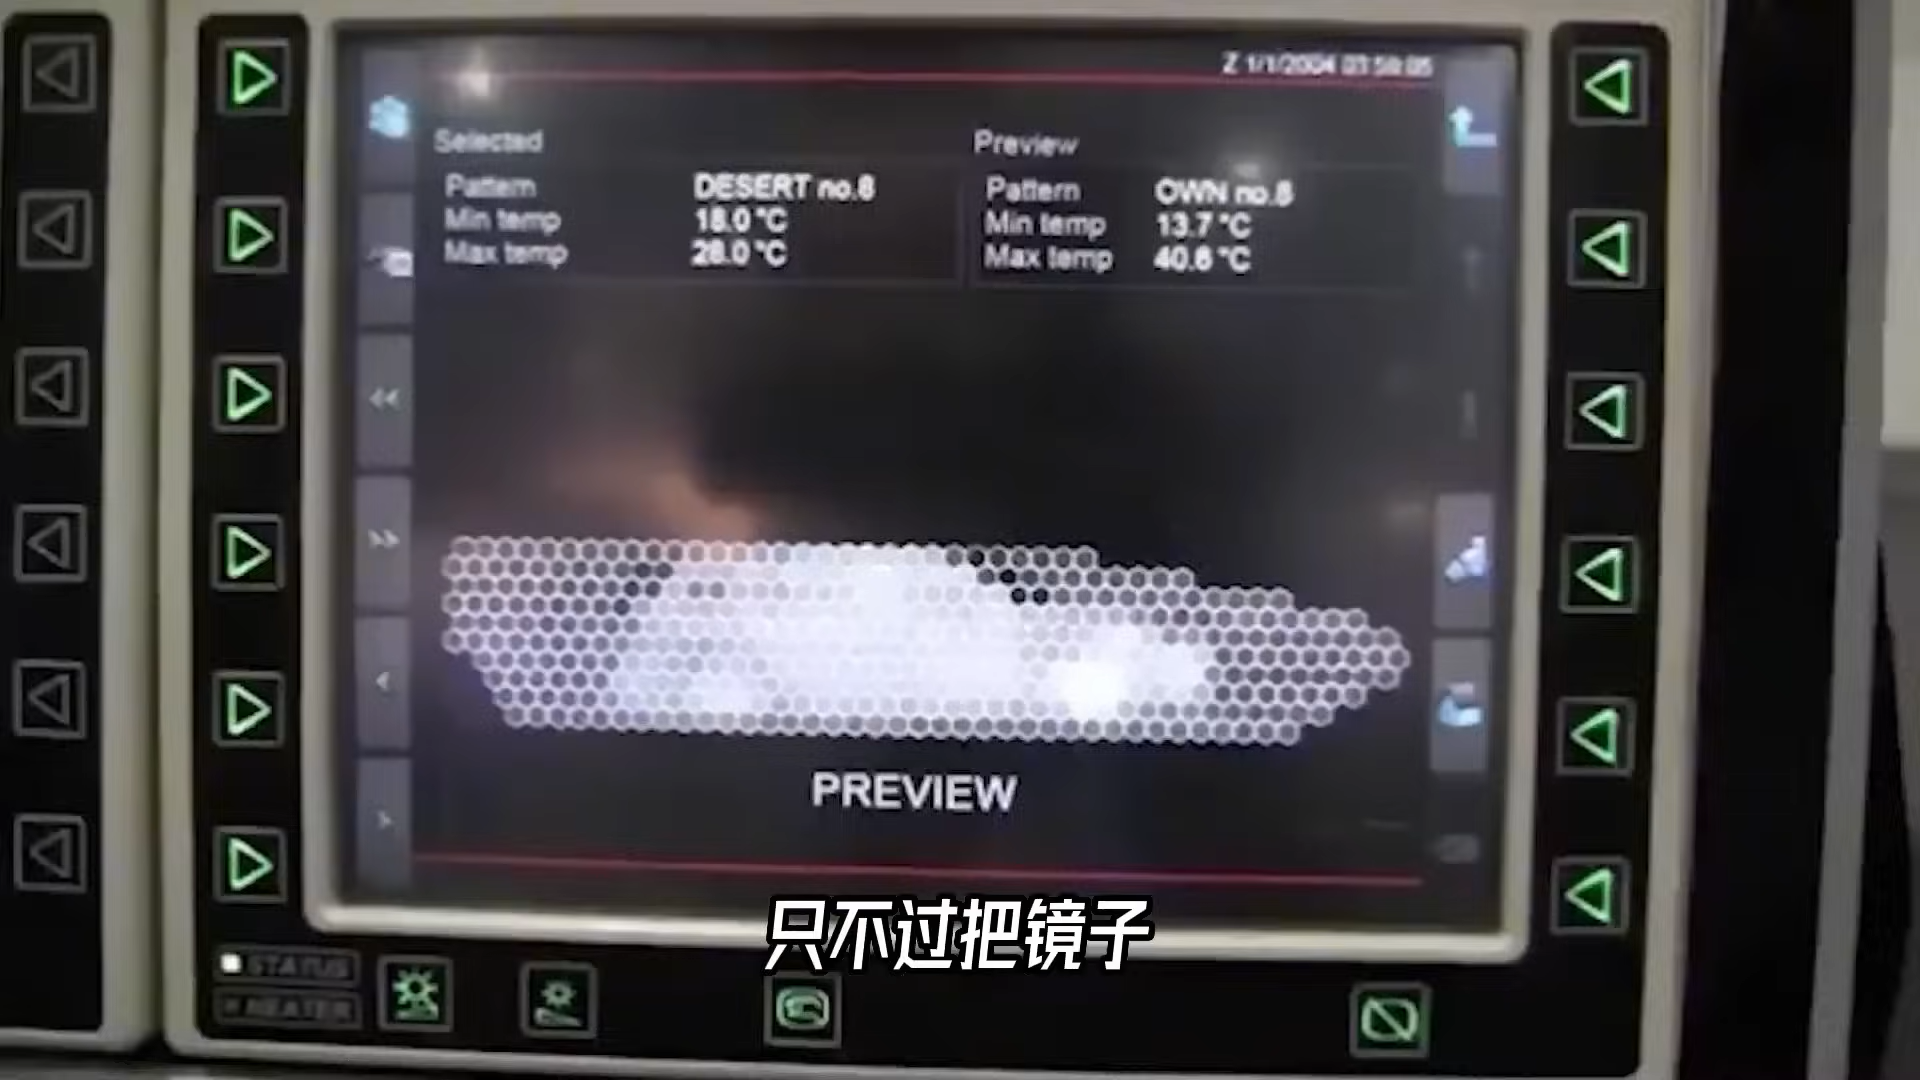 Z 1/1/2004 03:59:05
Selected
Pattern DESERT no.8
Min temp 18.0 °C
Max temp 28.0 °C
Preview
Pattern OWN no.8
Min temp 13.7 °C
Max temp 40.6 °C
PREVIEW
只不过把镜子
STATUS
HEATER